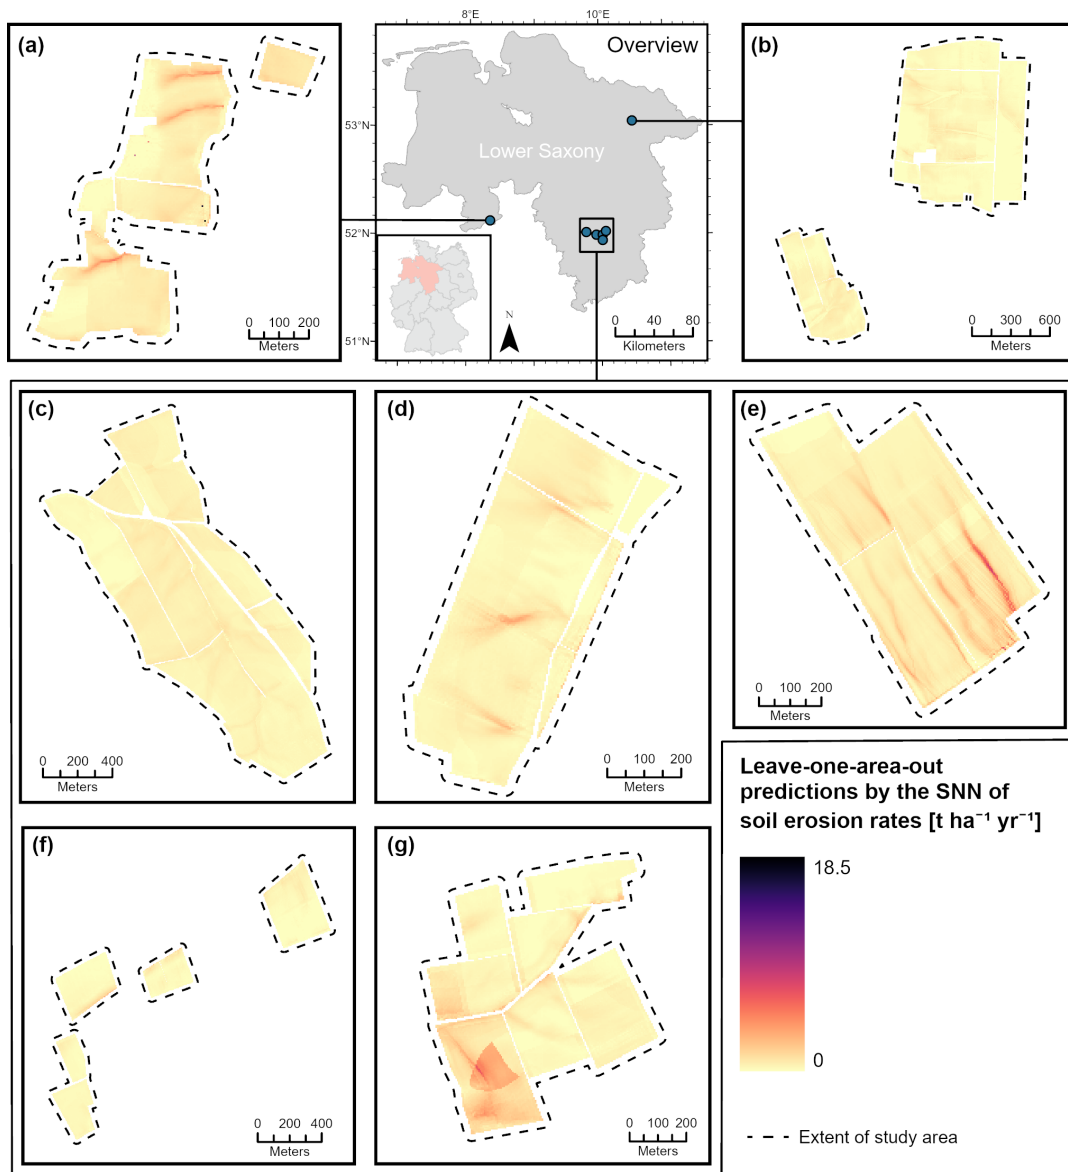 (a)
0 100 200
Meters
8°E 10°E
Overview
53°N
52°N
51°N
Lower Saxony
N
0 40 80
Kilometers
(b)
0 300 600
Meters
(c)
0 200 400
Meters
(d)
0 100 200
Meters
(e)
0 100 200
Meters
(f)
0 200 400
Meters
(g)
0 100 200
Meters
Leave-one-area-out
predictions by the SNN of
soil erosion rates [t ha⁻¹ yr⁻¹]
18.5
0
Extent of study area